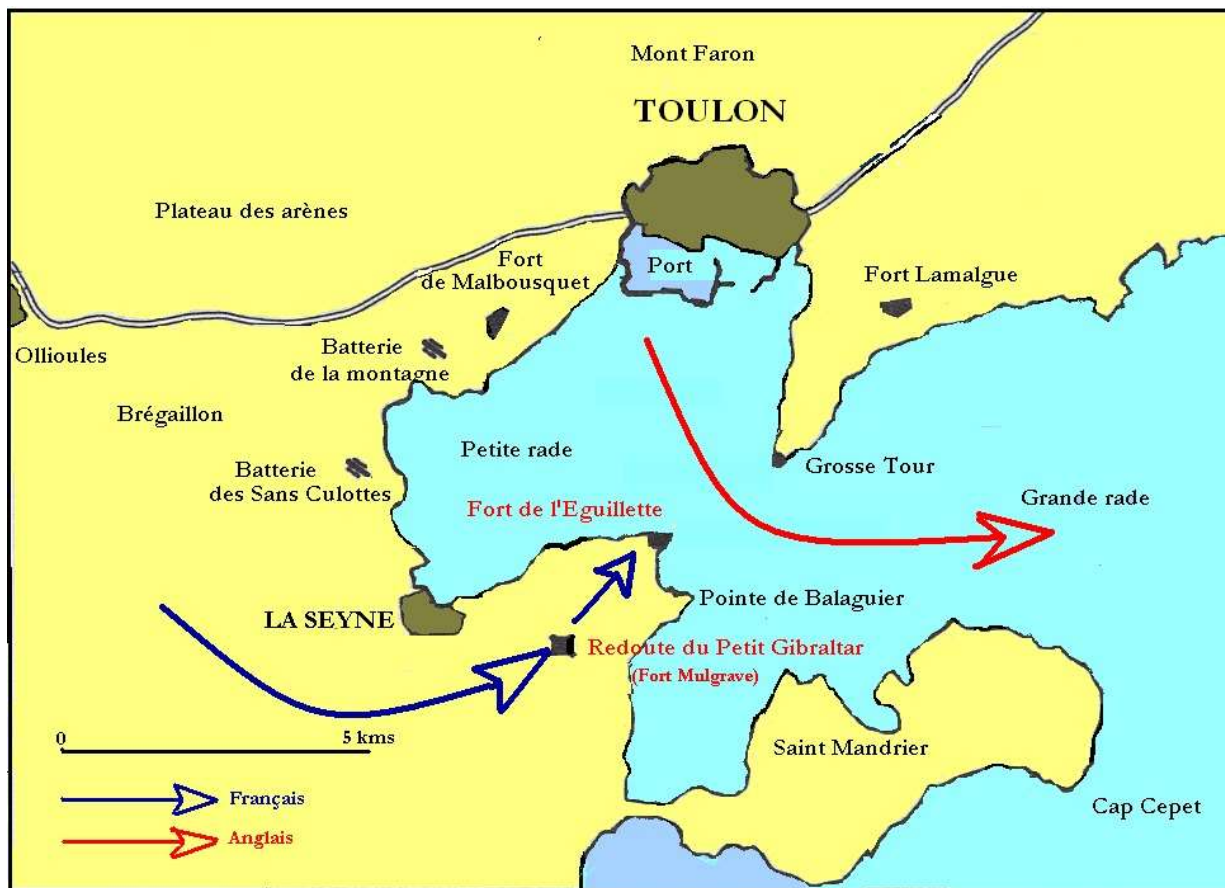 Mont Faron
TOULON
Plateau des arènes
Port
Fort
de Malbousquet
Fort Lamalgue
Ollioules
Batterie
de la montagne
Brégaillon
Petite rade
Grosse Tour
Batterie
des Sans Culottes
Grande rade
Fort de l'Eguillette
LA SEYNE
Pointe de Balaguier
Redoute du Petit Gibraltar
(Fort Mulgrave)
0 5 kms
Saint Mandrier
Français
Cap Cepet
Anglais